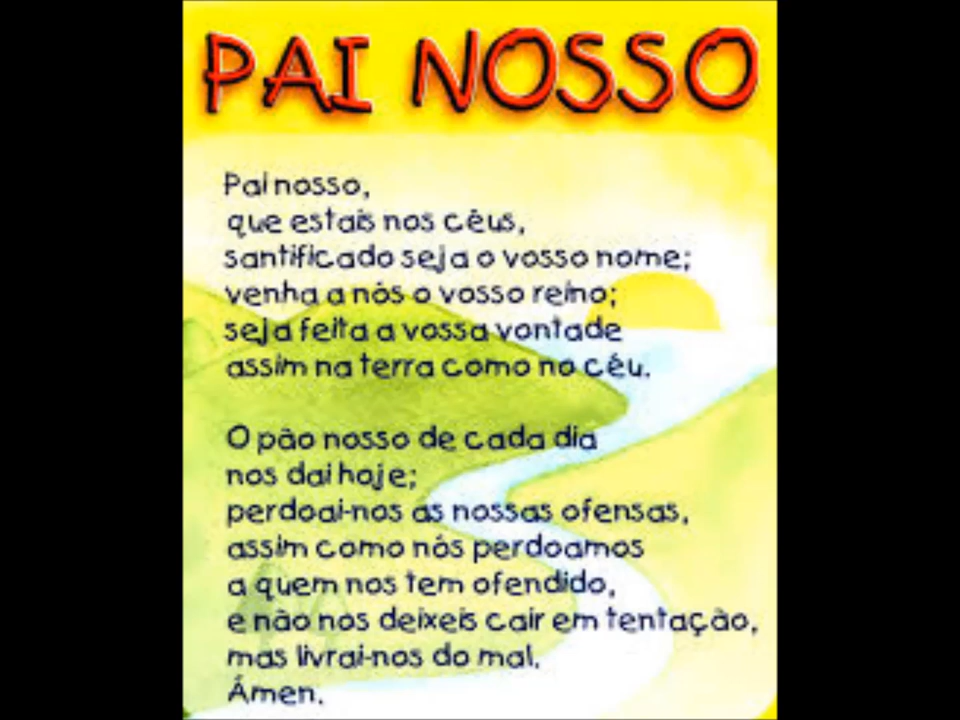 PAI NOSSO
Pai nosso,
que estais nos céus,
santificado seja o vosso nome;
venha a nós o vosso reino;
seja feita a vossa vontade
assim na terra como no céu.
O pão nosso de cada dia
nos dai hoje;
perdoai-nos as nossas ofensas,
assim como nós perdoamos
a quem nos tem ofendido,
e não nos deixeis cair em tentação,
mas livrai-nos do mal.
Ámen.